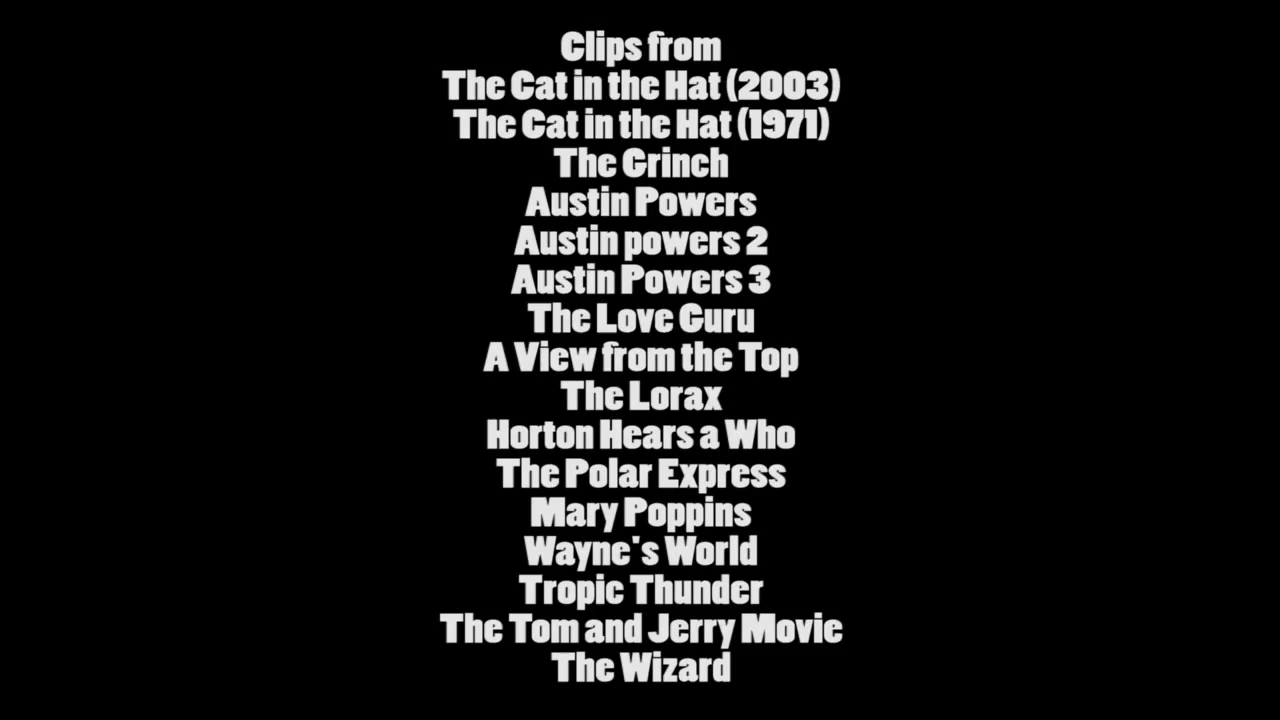 Clips from
The Cat in the Hat (2003)
The Cat in the Hat (1971)
The Grinch
Austin Powers
Austin powers 2
Austin Powers 3
The Love Guru
A View from the Top
The Lorax
Horton Hears a Who
The Polar Express
Mary Poppins
Wayne's World
Tropic Thunder
The Tom and Jerry Movie
The Wizard